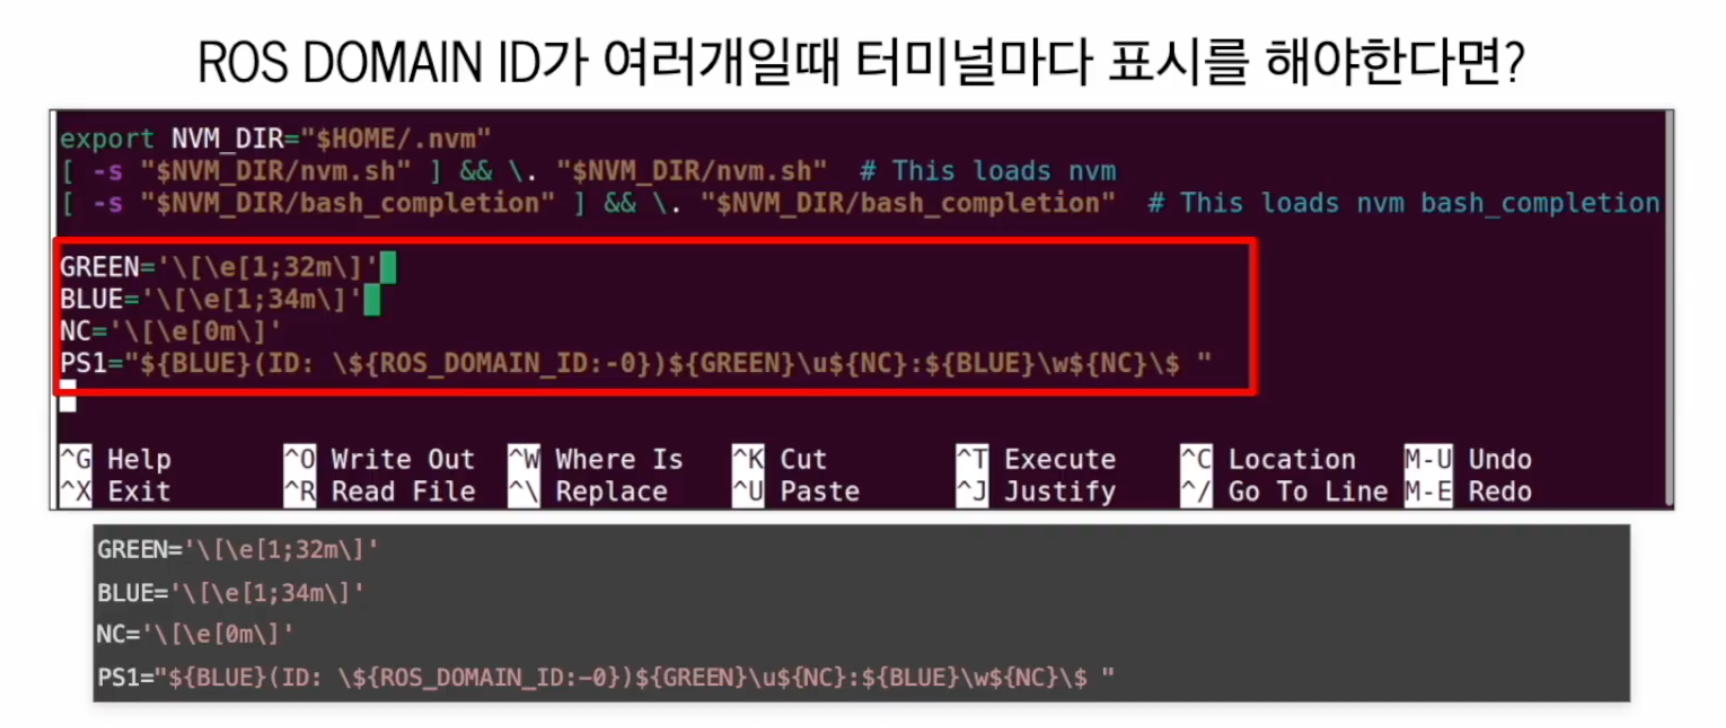 ROS DOMAIN ID가 여러개일때 터미널마다 표시를 해야한다면?
export NVM_DIR="$HOME/.nvm"
[ -s "$NVM_DIR/nvm.sh" ] && \. "$NVM_DIR/nvm.sh"  # This loads nvm
[ -s "$NVM_DIR/bash_completion" ] && \. "$NVM_DIR/bash_completion"  # This loads nvm bash_completion
GREEN='\[\e[1;32m\]'
BLUE='\[\e[1;34m\]'
NC='\[\e[0m\]'
PS1="${BLUE}(ID: \${ROS_DOMAIN_ID:-0})${GREEN}\u${NC}:${BLUE}\w${NC}\$ "
^G Help ^O Write Out ^W Where Is ^K Cut ^T Execute ^C Location M-U Undo
^X Exit ^R Read File ^\ Replace ^U Paste ^J Justify ^/ Go To Line M-E Redo
GREEN='\[\e[1;32m\]'
BLUE='\[\e[1;34m\]'
NC='\[\e[0m\]'
PS1="${BLUE}(ID: \${ROS_DOMAIN_ID:-0})${GREEN}\u${NC}:${BLUE}\w${NC}\$ "